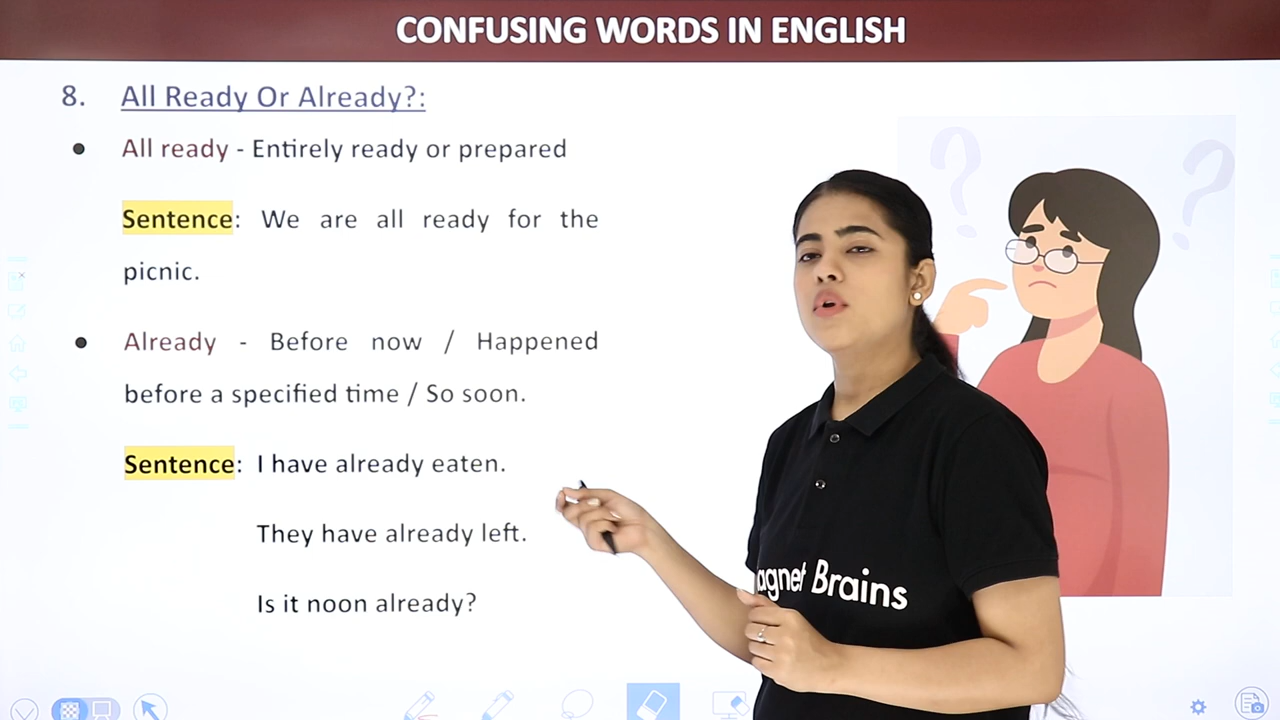 CONFUSING WORDS IN ENGLISH
8. All Ready Or Already?:
● All ready - Entirely ready or prepared
Sentence: We are all ready for the
picnic.
● Already - Before now / Happened
before a specified time / So soon.
Sentence: I have already eaten.
They have already left.
Is it noon already?
agnet Brains